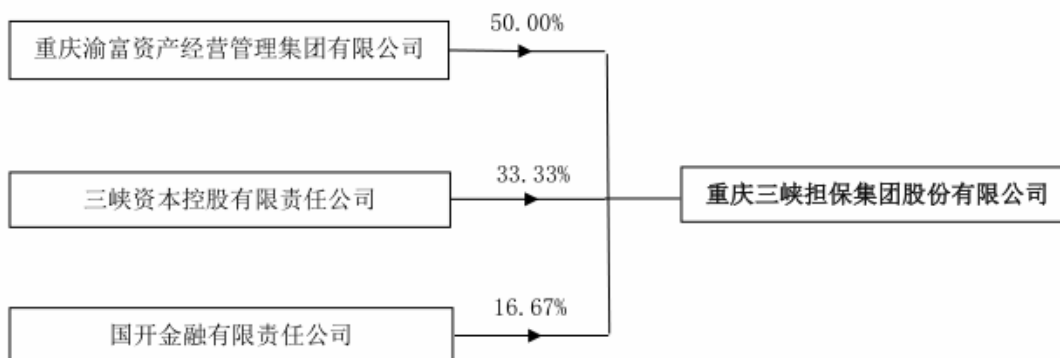 50.00%
重庆渝富资产经营管理集团有限公司
33.33%
三峡资本控股有限责任公司
重庆三峡担保集团股份有限公司
16.67%
国开金融有限责任公司